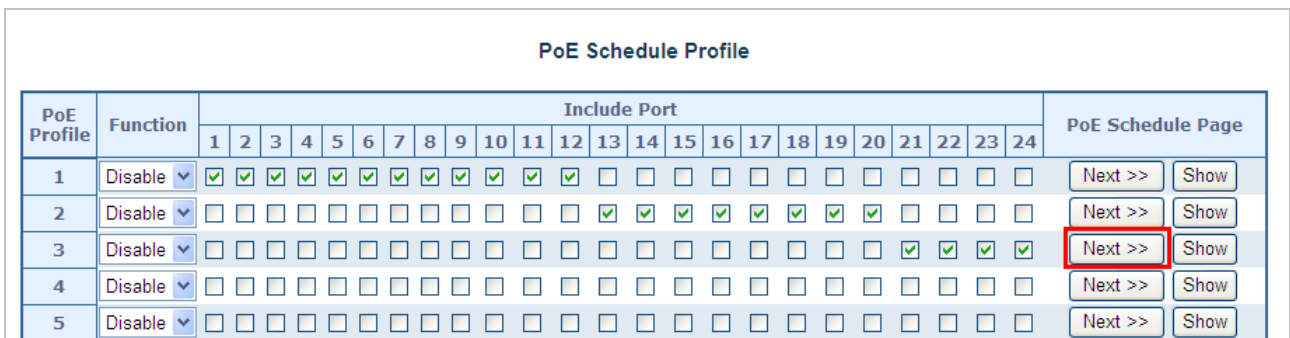 PoE Schedule Profile
PoE Profile Function Include Port PoE Schedule Page
1 2 3 4 5 6 7 8 9 10 11 12 13 14 15 16 17 18 19 20 21 22 23 24
1 Disable Next >> Show
2 Disable Next >> Show
3 Disable Next >> Show
4 Disable Next >> Show
5 Disable Next >> Show